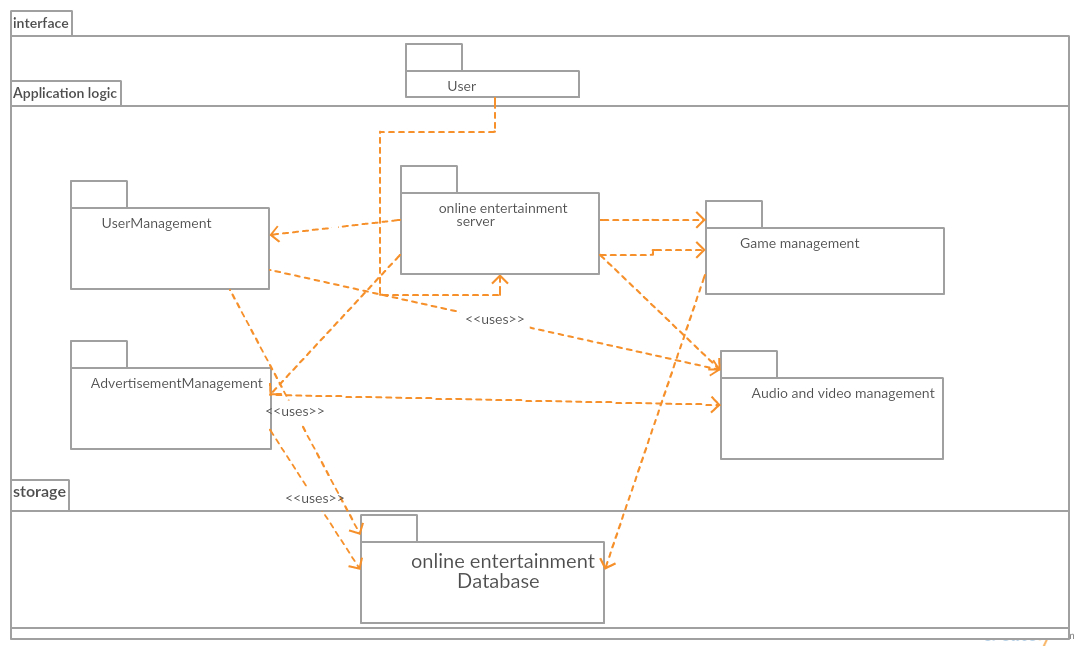 interface
User
Application logic
UserManagement
online entertainment
server
Game management
<<uses>>
AdvertisementManagement
Audio and video management
<<uses>>
storage
<<uses>>
online entertainment
Database